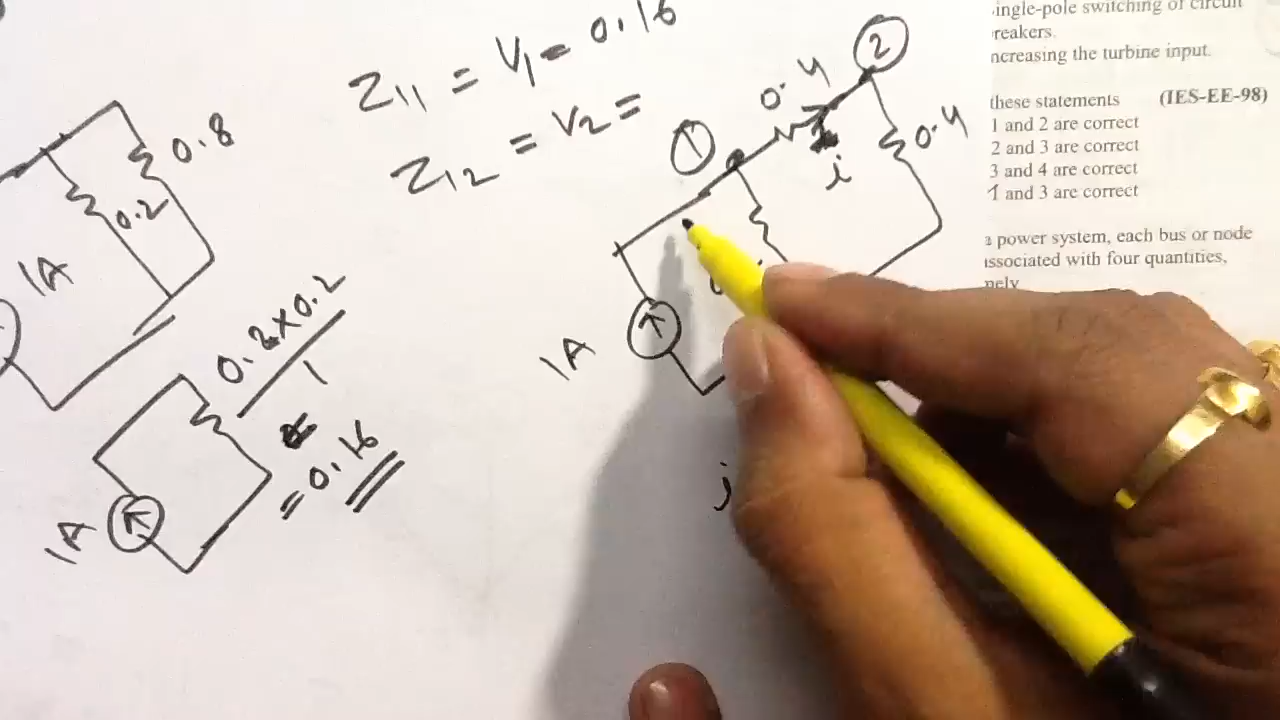 Z11 = V1 = 0.16
Z12 = V2 =
0.8
0.2
1A
0.2×0.2
1
= 0.16
1A
1
0.4
2
i
0.4
1A
j
single-pole switching of circuit
reakers.
ncreasing the turbine input.
these statements (IES-EE-98)
1 and 2 are correct
2 and 3 are correct
3 and 4 are correct
1 and 3 are correct
a power system, each bus or node
associated with four quantities,